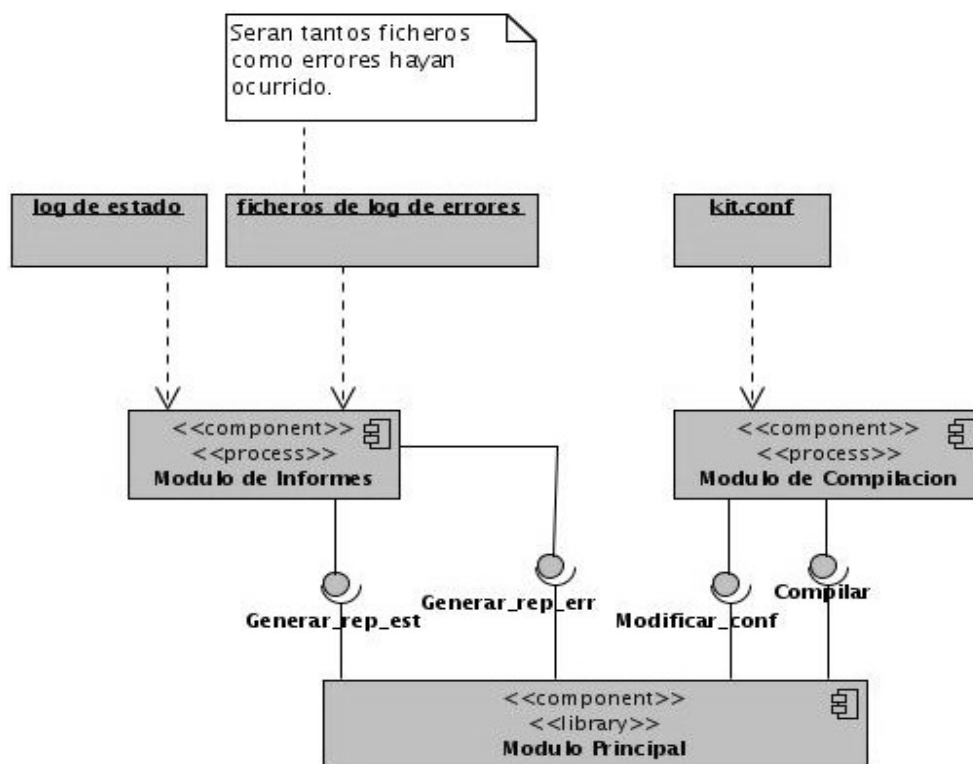 Seran tantos ficheros
como errores hayan
ocurrido.
log de estado
ficheros de log de errores
kit.conf
<<component>>
<<process>>
Modulo de Informes
<<component>>
<<process>>
Modulo de Compilacion
Generar_rep_est
Generar_rep_err
Modificar_conf
Compilar
<<component>>
<<library>>
Modulo Principal